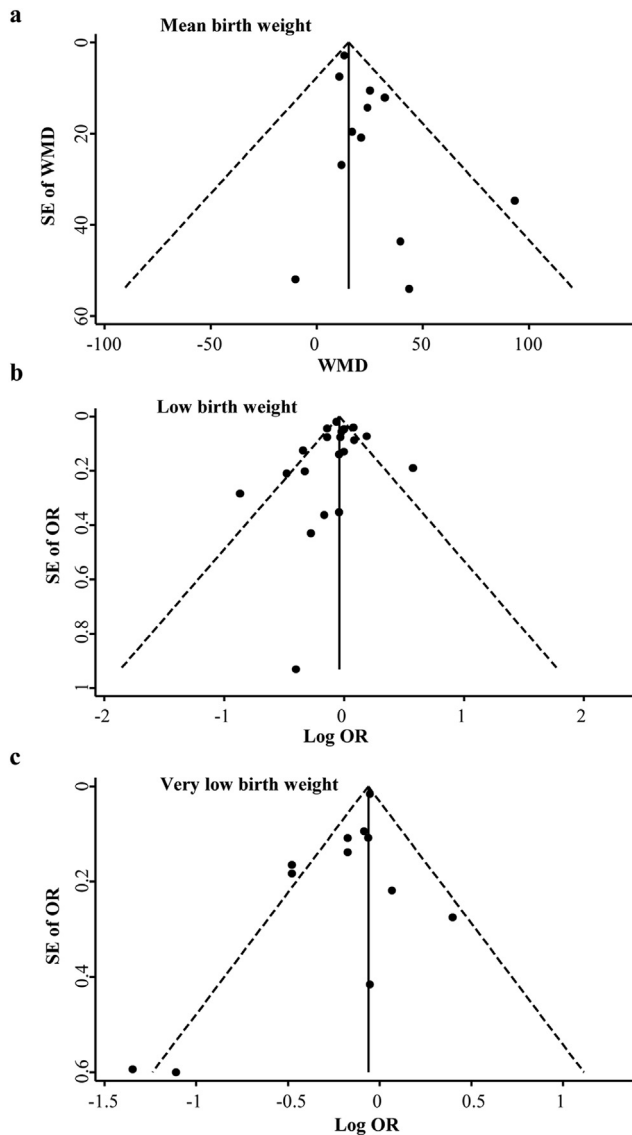 a
Mean birth weight
SE of WMD
0
20
40
60
-100
-50
0
50
100
WMD
b
Low birth weight
SE of OR
0
0.2
0.4
0.6
0.8
1
-2
-1
0
1
2
Log OR
c
Very low birth weight
SE of OR
0
0.2
0.4
0.6
-1.5
-1
-0.5
0
0.5
1
Log OR